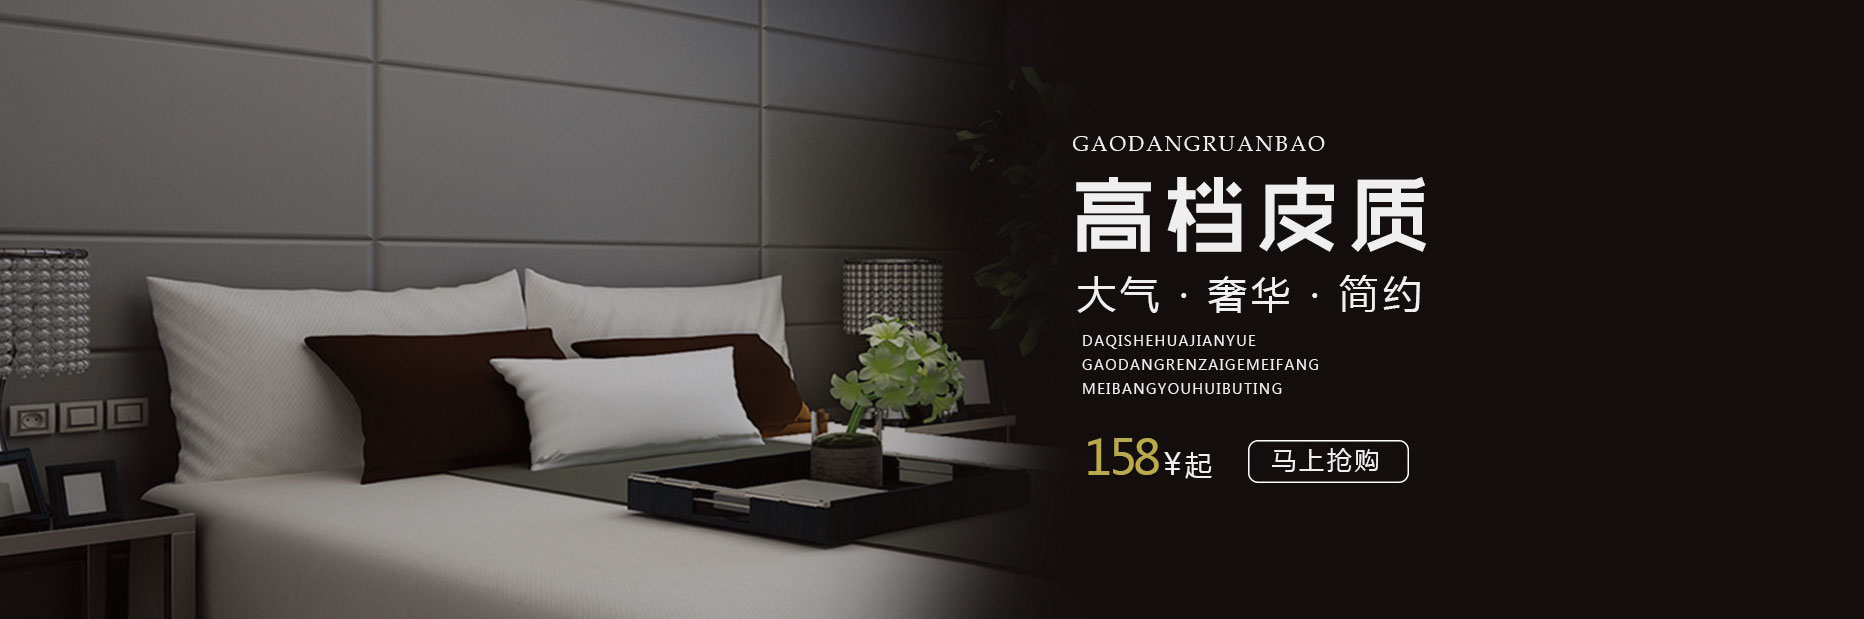 GAODANGRUANBAO
高档皮质
大气 · 奢华 · 简约
DAQISHEHUAJIANYUE
GAODANGRENZAIGEMEIFANG
MEIBANGYOUHUIBUTING
158¥起 马上抢购